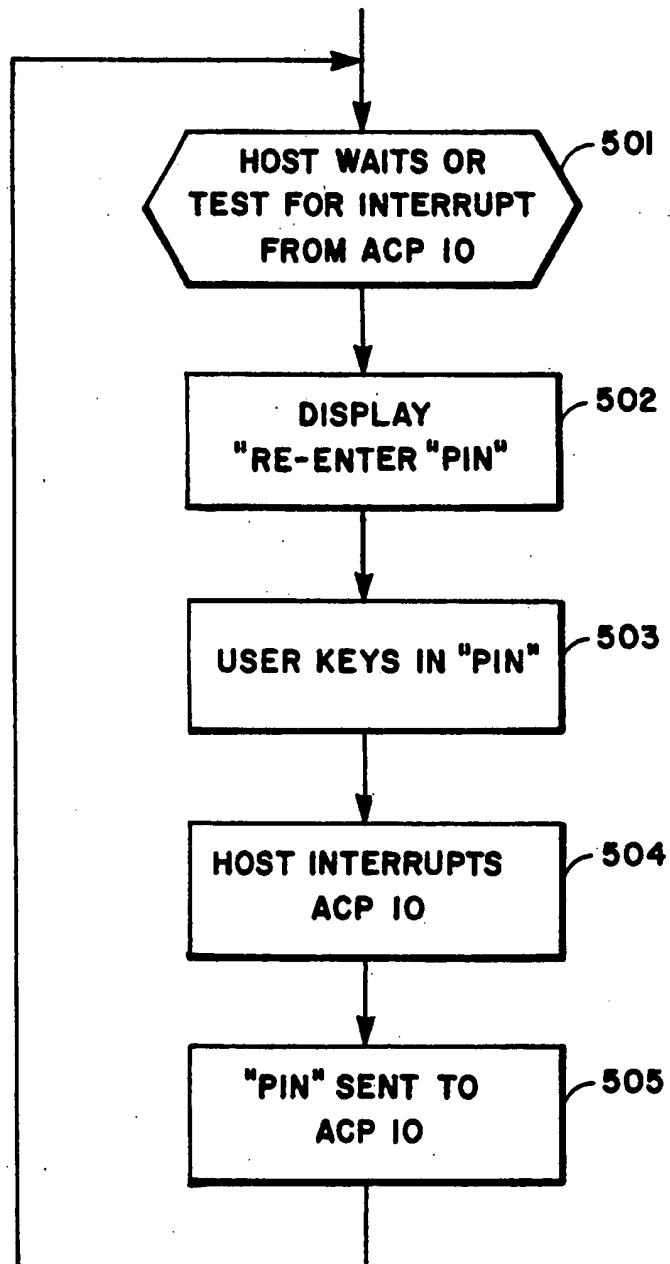 HOST WAITS OR
TEST FOR INTERRUPT
FROM ACP 10
501
DISPLAY
"RE-ENTER "PIN"
502
USER KEYS IN "PIN"
503
HOST INTERRUPTS
ACP 10
504
"PIN" SENT TO
ACP 10
505